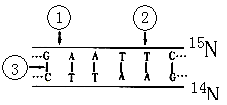 ① ②
…G A A T T C… ¹⁵N
③
…C T T A A G… ¹⁴N